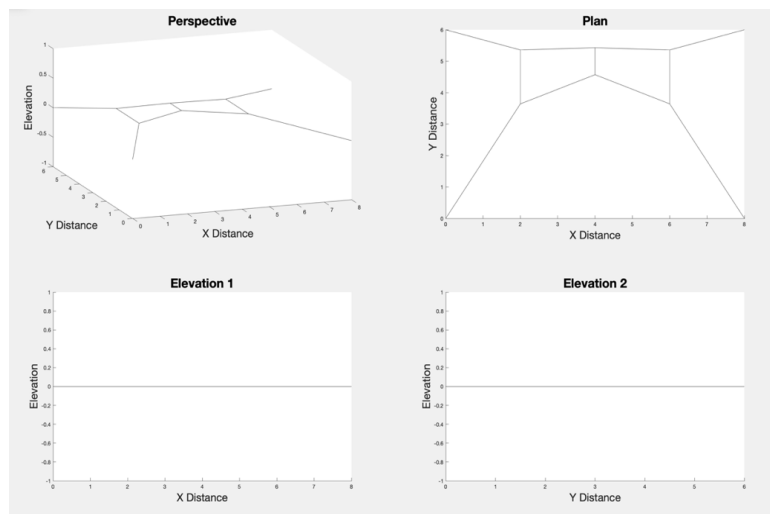 Perspective
1
0.5
0
-0.5
-1
Elevation
6
5
4
3
2
1
0
Y Distance
0 1 2 3 4 5 6 7 8
X Distance
Plan
6
5
4
3
2
1
0
Y Distance
0 1 2 3 4 5 6 7 8
X Distance
Elevation 1
1
0.8
0.6
0.4
0.2
0
-0.2
-0.4
-0.6
-0.8
-1
Elevation
0 1 2 3 4 5 6 7 8
X Distance
Elevation 2
1
0.8
0.6
0.4
0.2
0
-0.2
-0.4
-0.6
-0.8
-1
Elevation
0 1 2 3 4 5 6
Y Distance